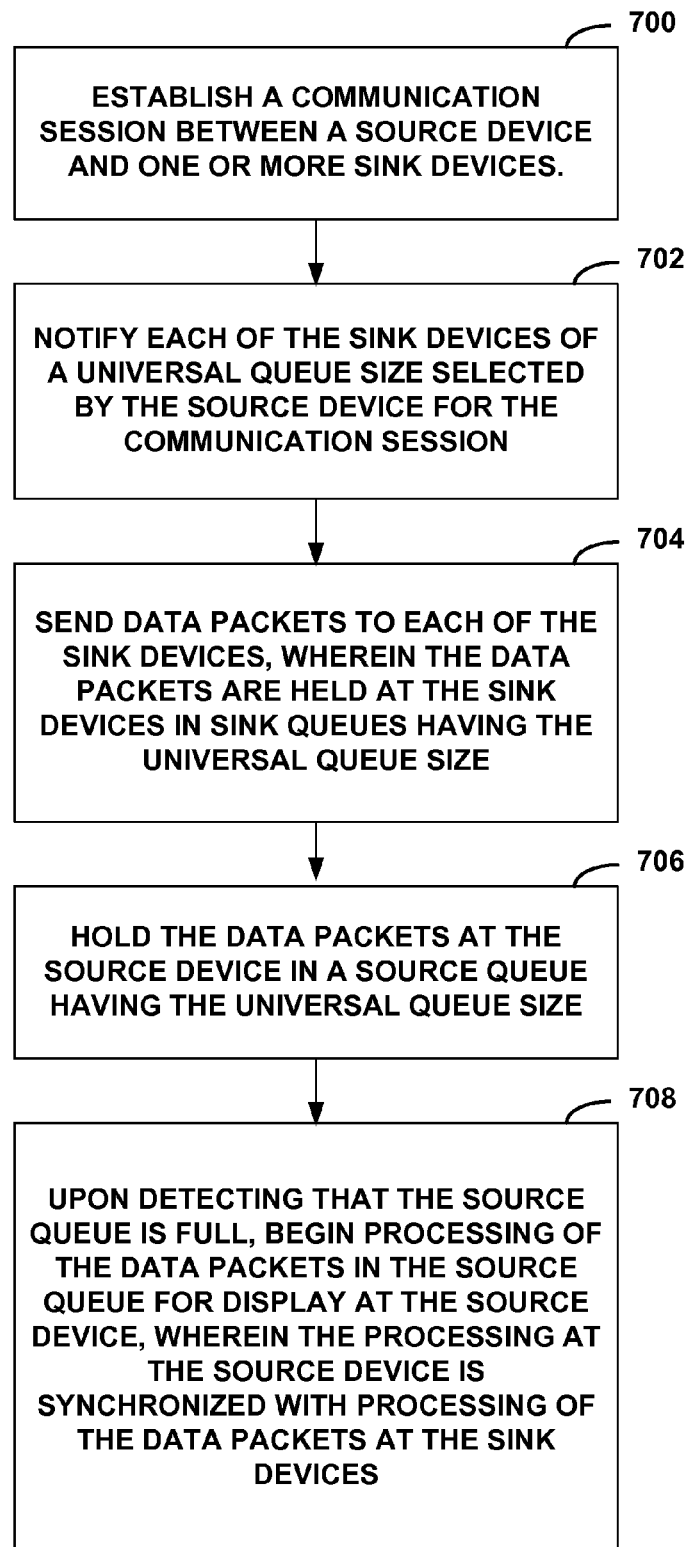 700
ESTABLISH A COMMUNICATION
SESSION BETWEEN A SOURCE DEVICE
AND ONE OR MORE SINK DEVICES.
702
NOTIFY EACH OF THE SINK DEVICES OF
A UNIVERSAL QUEUE SIZE SELECTED
BY THE SOURCE DEVICE FOR THE
COMMUNICATION SESSION
704
SEND DATA PACKETS TO EACH OF THE
SINK DEVICES, WHEREIN THE DATA
PACKETS ARE HELD AT THE SINK
DEVICES IN SINK QUEUES HAVING THE
UNIVERSAL QUEUE SIZE
706
HOLD THE DATA PACKETS AT THE
SOURCE DEVICE IN A SOURCE QUEUE
HAVING THE UNIVERSAL QUEUE SIZE
708
UPON DETECTING THAT THE SOURCE
QUEUE IS FULL, BEGIN PROCESSING OF
THE DATA PACKETS IN THE SOURCE
QUEUE FOR DISPLAY AT THE SOURCE
DEVICE, WHEREIN THE PROCESSING AT
THE SOURCE DEVICE IS
SYNCHRONIZED WITH PROCESSING OF
THE DATA PACKETS AT THE SINK
DEVICES